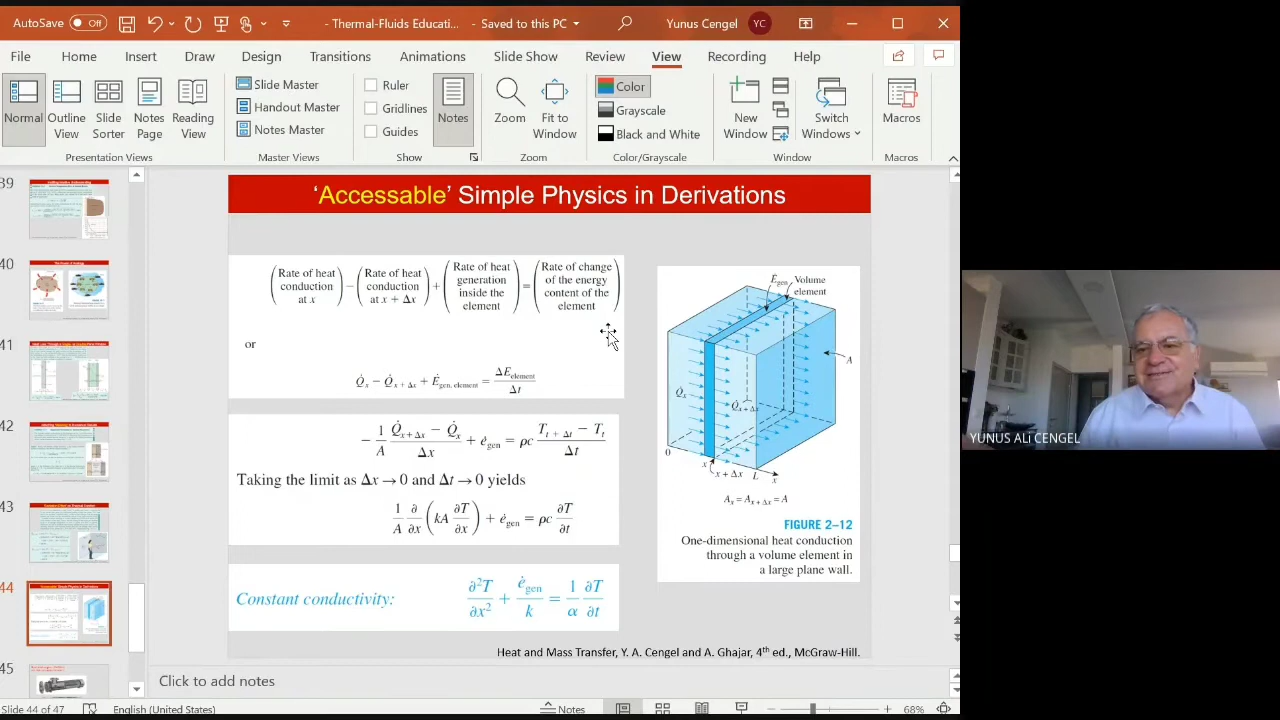 AutoSave Off - Thermal-Fluids Educati... - Saved to this PC Yunus Cengel YC
File Home Insert Draw Design Transitions Animations Slide Show Review View Recording Help
Normal Outline View Slide Sorter Notes Page Reading View
Presentation Views
Slide Master
Handout Master
Notes Master
Master Views
Ruler
Gridlines
Guides
Show
Notes
Zoom Fit to Window
Zoom
Color
Grayscale
Black and White
Color/Grayscale
New Window Switch Windows
Window
Macros
Macros
39
40
41
42
43
44
45
'Accessable' Simple Physics in Derivations
(Rate of heat conduction at x) − (Rate of heat conduction at x + Δx) + (Rate of heat generation inside the element) = (Rate of change of the energy content of the element)
or
Q̇x − Q̇x + Δx + Ėgen, element = ΔEelement / Δt
− 1/A (Q̇x+Δx − Q̇x)/Δx + ėgen = ρc (Tt + Δt − Tt)/Δt
Taking the limit as Δx → 0 and Δt → 0 yields
1/A ∂/∂x (kA ∂T/∂x) + ėgen = ρc ∂T/∂t
Constant conductivity: ∂²T/∂x² + ėgen/k = 1/α ∂T/∂t
Ėgen Volume element
A
Q̇x
Q̇x + Δx
0
x
x + Δx
x
Ax = Ax + Δx = A
FIGURE 2–12
One-dimensional heat conduction
through a volume element in
a large plane wall.
Heat and Mass Transfer, Y. A. Cengel and A. Ghajar, 4th ed., McGraw-Hill.
Click to add notes
Slide 44 of 47 English (United States) Notes 68%
YUNUS ALi CENGEL